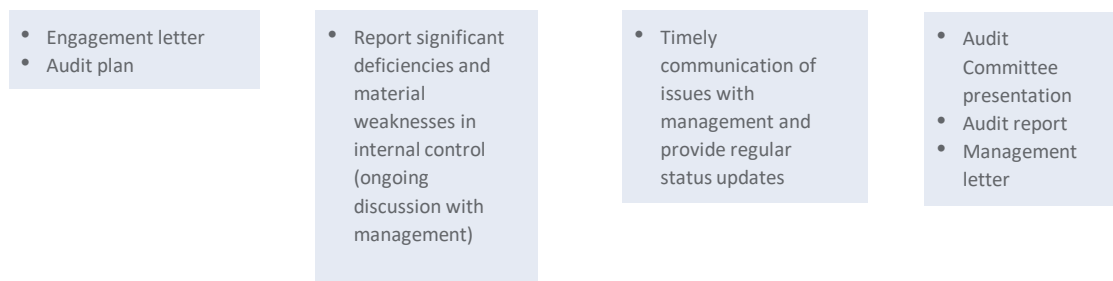 • Engagement letter
• Audit plan
• Report significant
deficiencies and
material
weaknesses in
internal control
(ongoing
discussion with
management)
• Timely
communication of
issues with
management and
provide regular
status updates
• Audit
Committee
presentation
• Audit report
• Management
letter